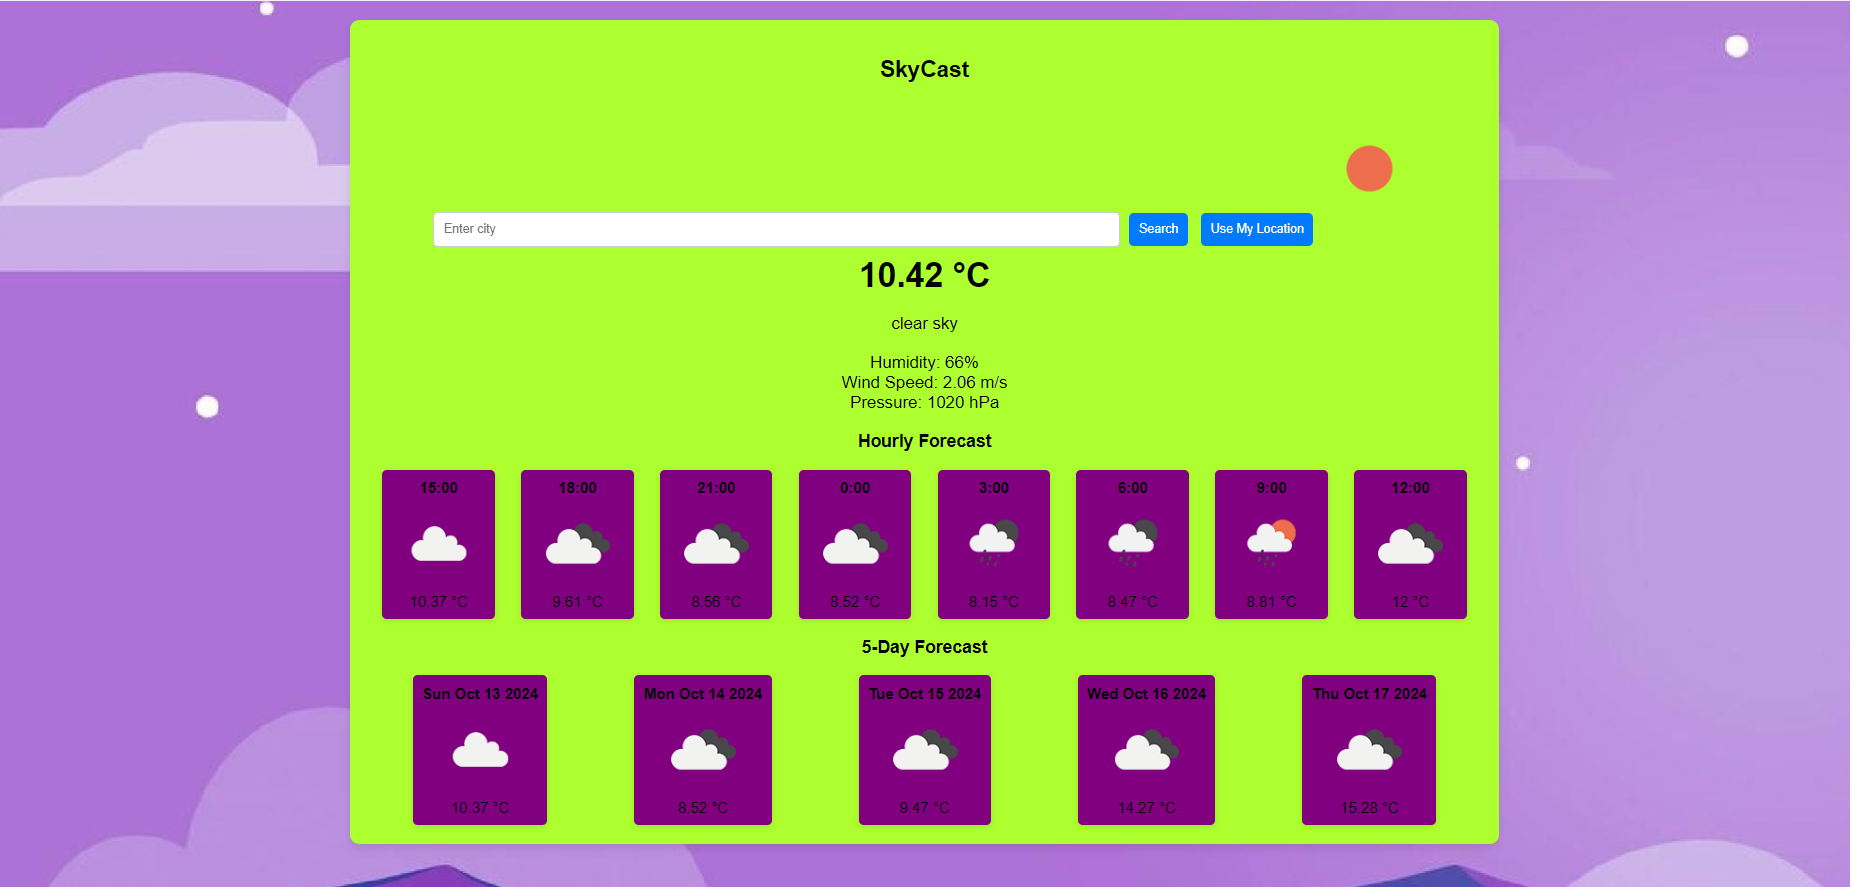 SkyCast
Enter city Search Use My Location
10.42 °C
clear sky
Humidity: 66%
Wind Speed: 2.06 m/s
Pressure: 1020 hPa
Hourly Forecast
15:00 18:00 21:00 0:00 3:00 6:00 9:00 12:00
10.37 °C 9.61 °C 8.56 °C 8.52 °C 8.15 °C 8.47 °C 8.81 °C 12 °C
5-Day Forecast
Sun Oct 13 2024 Mon Oct 14 2024 Tue Oct 15 2024 Wed Oct 16 2024 Thu Oct 17 2024
10.37 °C 8.52 °C 9.47 °C 14.27 °C 15.28 °C